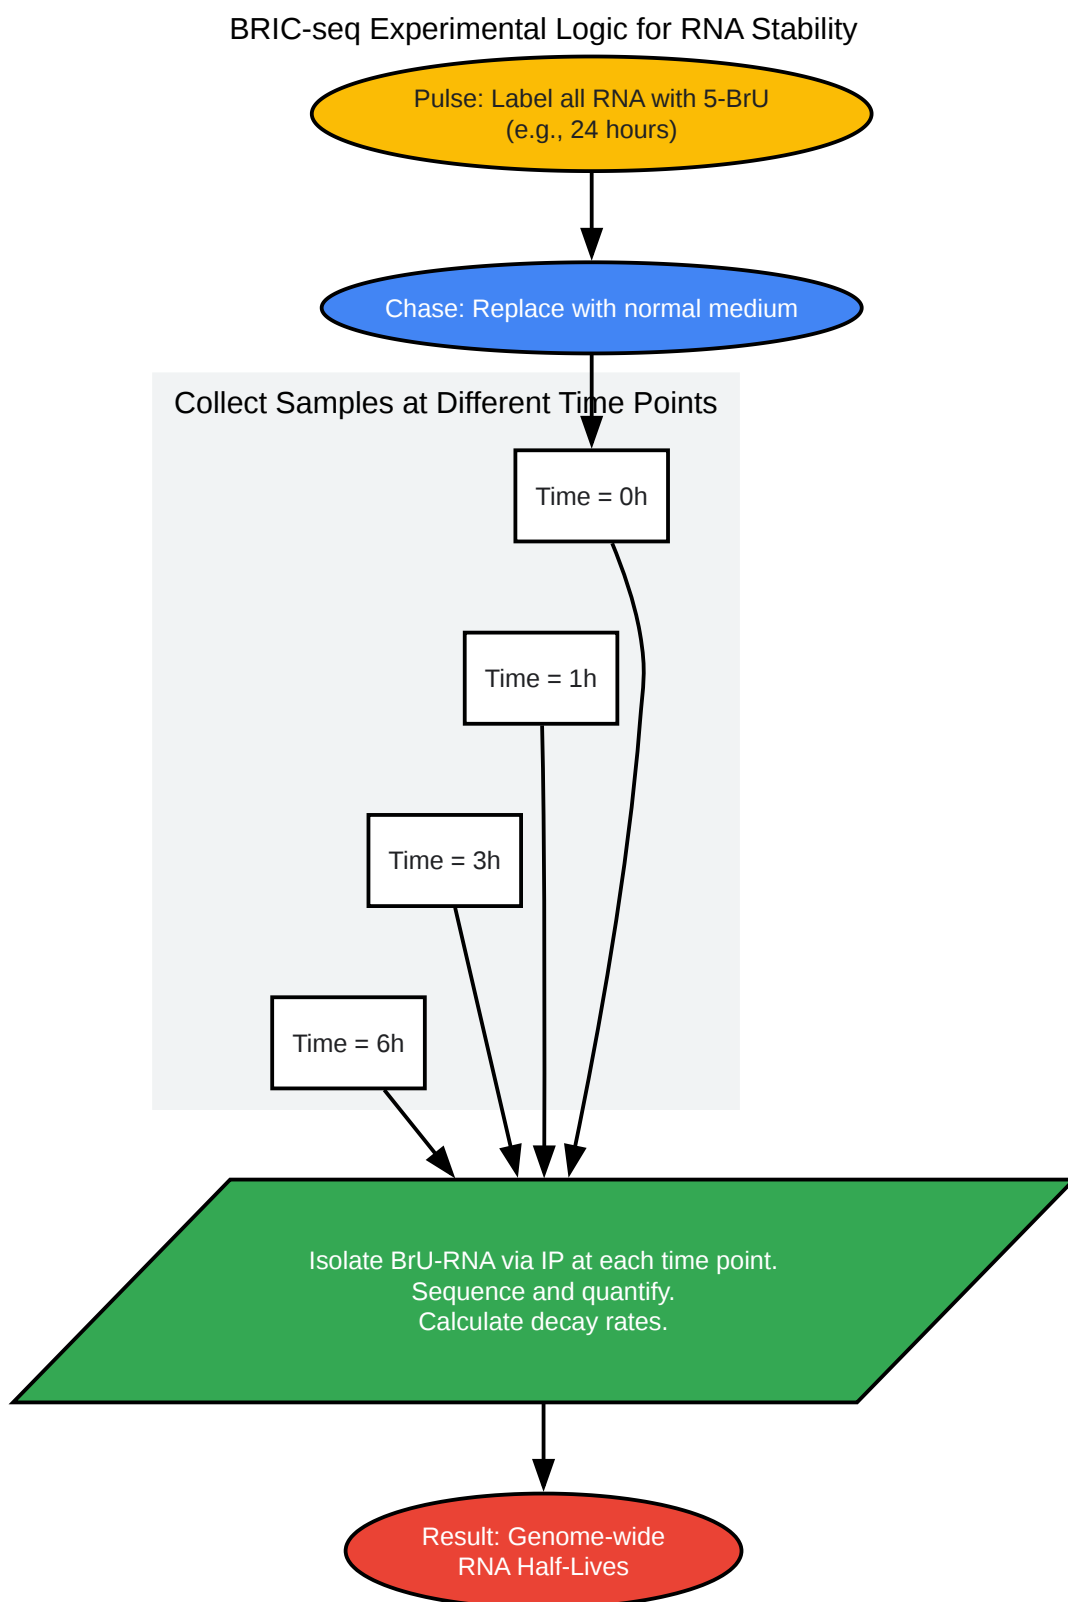 BRIC-seq Experimental Logic for RNA Stability
Pulse: Label all RNA with 5-BrU
(e.g., 24 hours)
Chase: Replace with normal medium
Collect Samples at Different Time Points
Time = 0h
Time = 1h
Time = 3h
Time = 6h
Isolate BrU-RNA via IP at each time point.
Sequence and quantify.
Calculate decay rates.
Result: Genome-wide
RNA Half-Lives